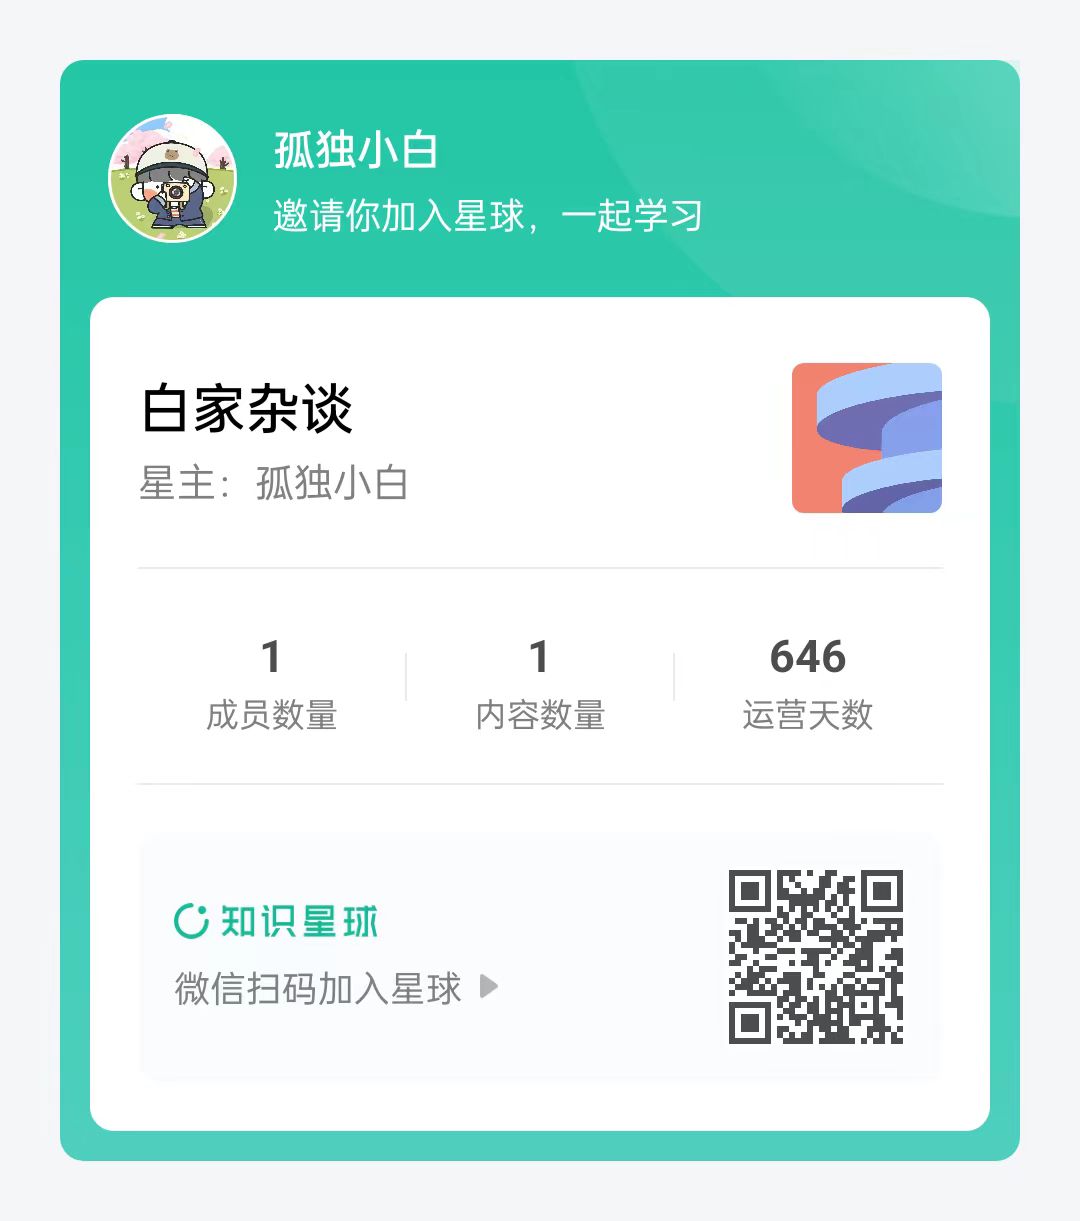 孤独小白
邀请你加入星球，一起学习
白家杂谈
星主：孤独小白
1
成员数量
1
内容数量
646
运营天数
知识星球
微信扫码加入星球